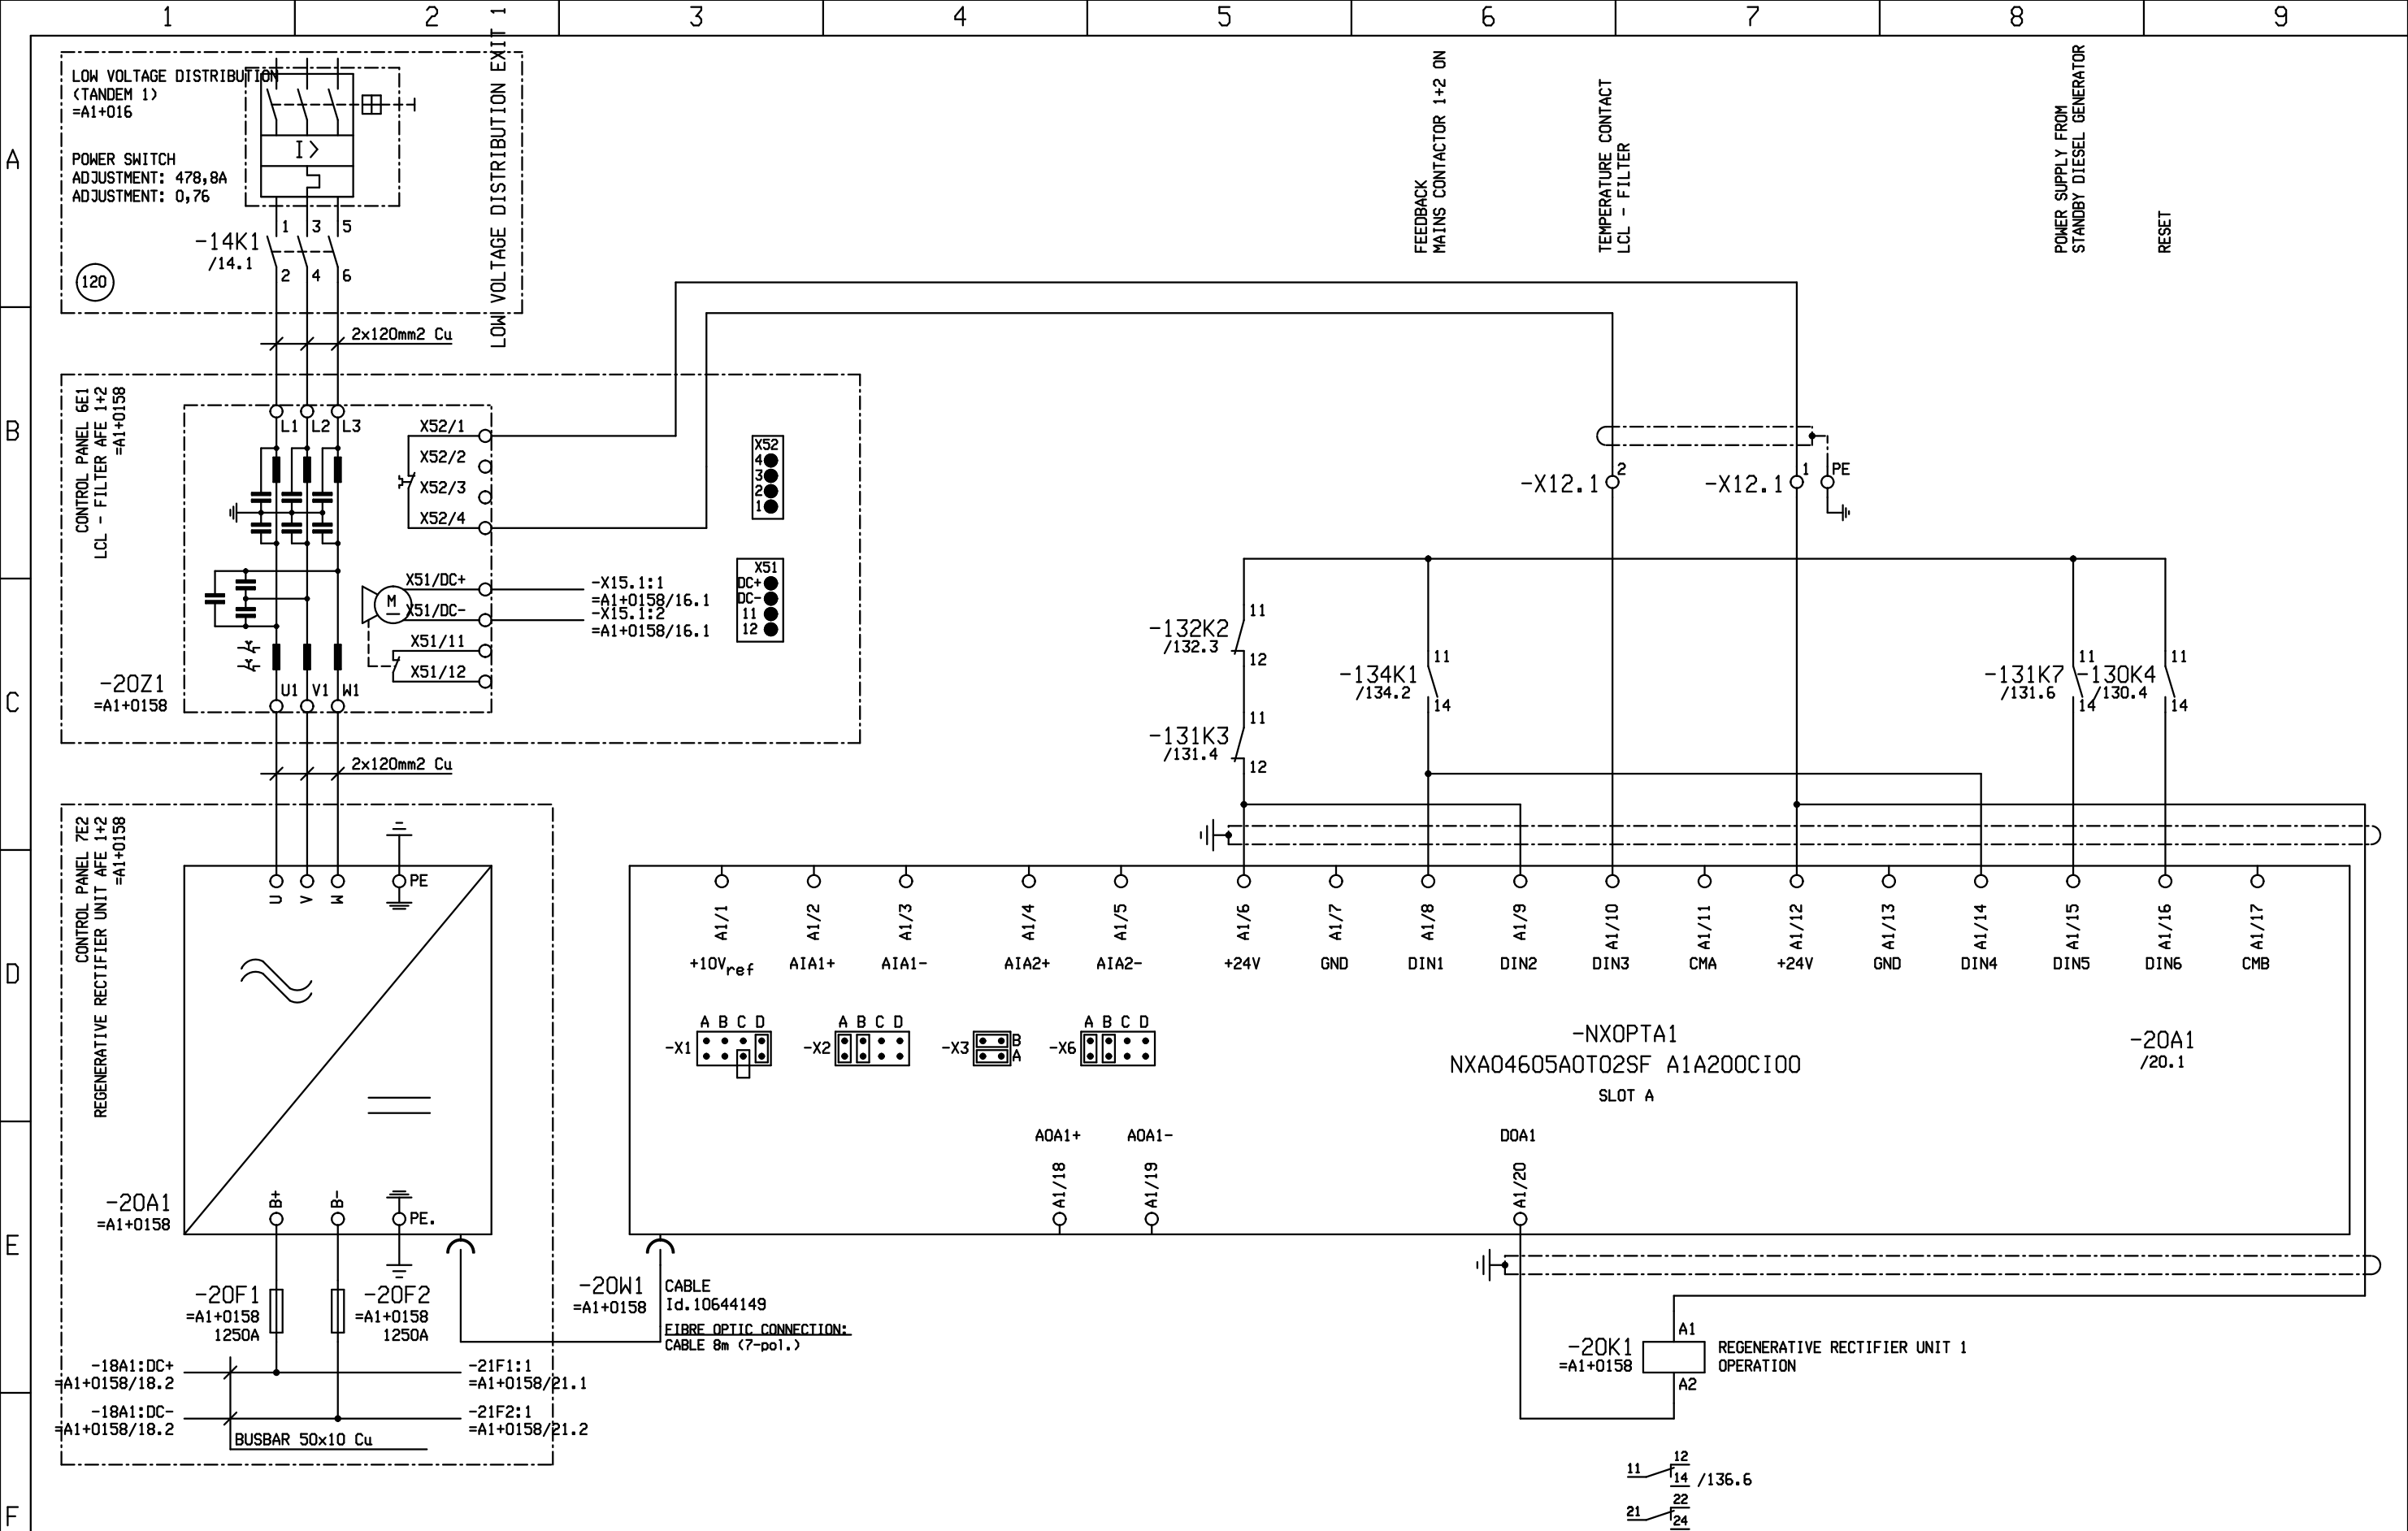 1 2 3 4 5 6 7 8 9
A
B
C
D
E
F
LOW VOLTAGE DISTRIBUTION
(TANDEM 1)
=A1+016
POWER SWITCH
ADJUSTMENT: 478,8A
ADJUSTMENT: 0,76
I>
-14K1
/14.1
1 3 5
2 4 6
120
LOW VOLTAGE DISTRIBUTION EXIT 1
2x120mm2 Cu
FEEDBACK
MAINS CONTACTOR 1+2 ON
TEMPERATURE CONTACT
LCL - FILTER
POWER SUPPLY FROM
STANDBY DIESEL GENERATOR
RESET
CONTROL PANEL 6E1
LCL - FILTER AFE 1+2
=A1+0158
L1 L2 L3
X52/1
X52/2
X52/3
X52/4
X51/DC+
X51/DC-
X51/11
X51/12
M
U1 V1 W1
-20Z1
=A1+0158
X52
4
3
2
1
X51
DC+
DC-
11
12
-X15.1:1
=A1+0158/16.1
-X15.1:2
=A1+0158/16.1
-X12.1
2
-X12.1
1
PE
-132K2
/132.3
11
12
-131K3
/131.4
11
12
-134K1
/134.2
11
14
-131K7
/131.6
11
14
-130K4
/130.4
11
14
2x120mm2 Cu
CONTROL PANEL 7E2
REGENERATIVE RECTIFIER UNIT AFE 1+2
=A1+0158
U V W PE
B+ B- PE.
-20A1
=A1+0158
-20F1
=A1+0158
1250A
-20F2
=A1+0158
1250A
-18A1:DC+
=A1+0158/18.2
-18A1:DC-
=A1+0158/18.2
-21F1:1
=A1+0158/21.1
-21F2:1
=A1+0158/21.2
BUSBAR 50x10 Cu
-20W1
=A1+0158
CABLE
Id.10644149
FIBRE OPTIC CONNECTION:
CABLE 8m (7-pol.)
A1/1 A1/2 A1/3 A1/4 A1/5 A1/6 A1/7 A1/8 A1/9 A1/10 A1/11 A1/12 A1/13 A1/14 A1/15 A1/16 A1/17
+10Vref AIA1+ AIA1- AIA2+ AIA2- +24V GND DIN1 DIN2 DIN3 CMA +24V GND DIN4 DIN5 DIN6 CMB
A B C D
-X1
A B C D
-X2
-X3
B
A
A B C D
-X6
-NXOPTA1
NXA04605A0T02SF A1A200CI00
SLOT A
-20A1
/20.1
AOA1+ AOA1- DOA1
A1/18 A1/19 A1/20
-20K1
=A1+0158
A1
A2
REGENERATIVE RECTIFIER UNIT 1
OPERATION
11 12
14 /136.6
21 22
24